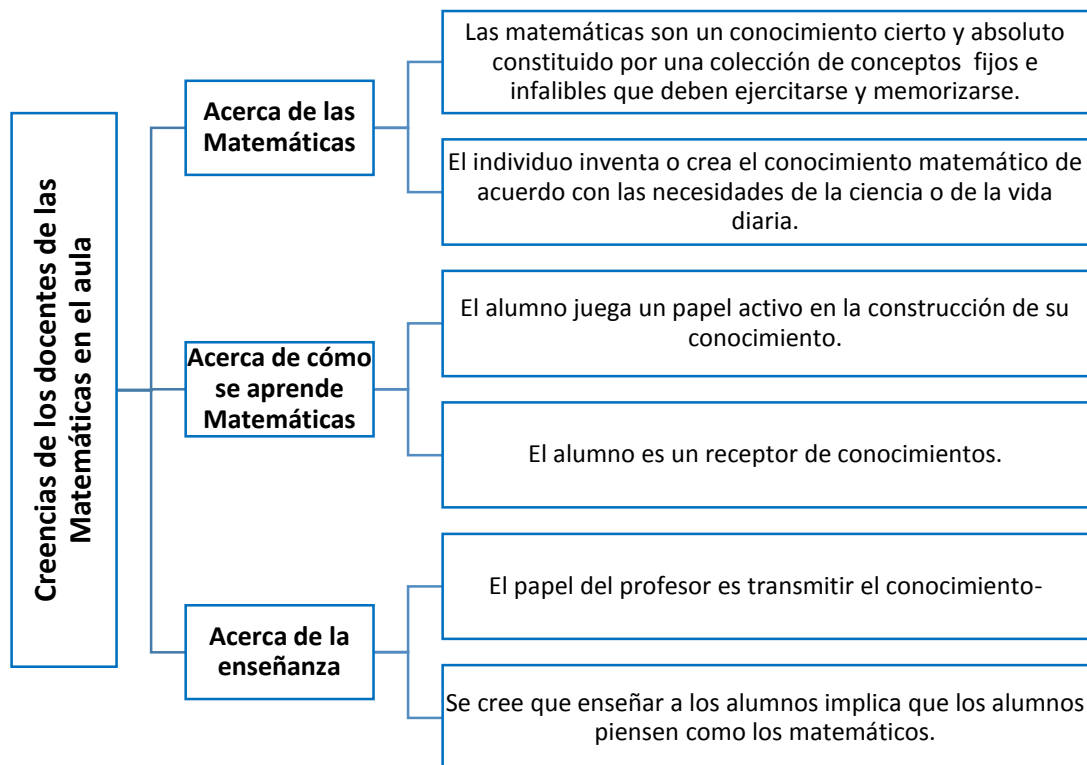 Creencias de los docentes de las
Matemáticas en el aula
Acerca de las
Matemáticas
Las matemáticas son un conocimiento cierto y absoluto
constituido por una colección de conceptos fijos e
infalibles que deben ejercitarse y memorizarse.
El individuo inventa o crea el conocimiento matemático de
acuerdo con las necesidades de la ciencia o de la vida
diaria.
Acerca de cómo
se aprende
Matemáticas
El alumno juega un papel activo en la construcción de su
conocimiento.
El alumno es un receptor de conocimientos.
Acerca de la
enseñanza
El papel del profesor es transmitir el conocimiento-
Se cree que enseñar a los alumnos implica que los alumnos
piensen como los matemáticos.